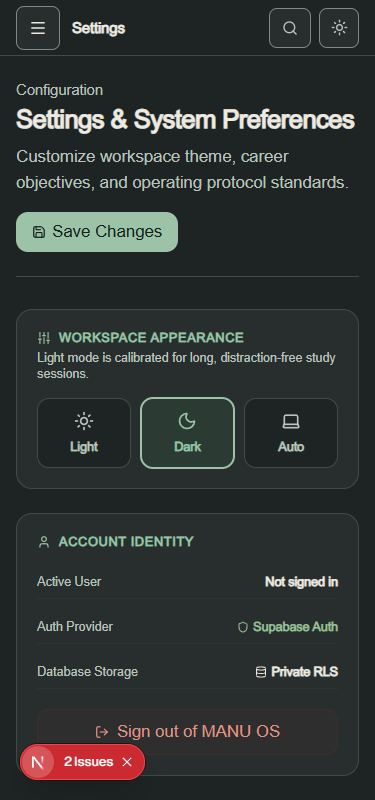 Settings
Configuration
Settings & System Preferences
Customize workspace theme, career
objectives, and operating protocol standards.
Save Changes
WORKSPACE APPEARANCE
Light mode is calibrated for long, distraction-free study
sessions.
Light Dark Auto
ACCOUNT IDENTITY
Active User Not signed in
Auth Provider Supabase Auth
Database Storage Private RLS
Sign out of MANU OS
N 2 Issues